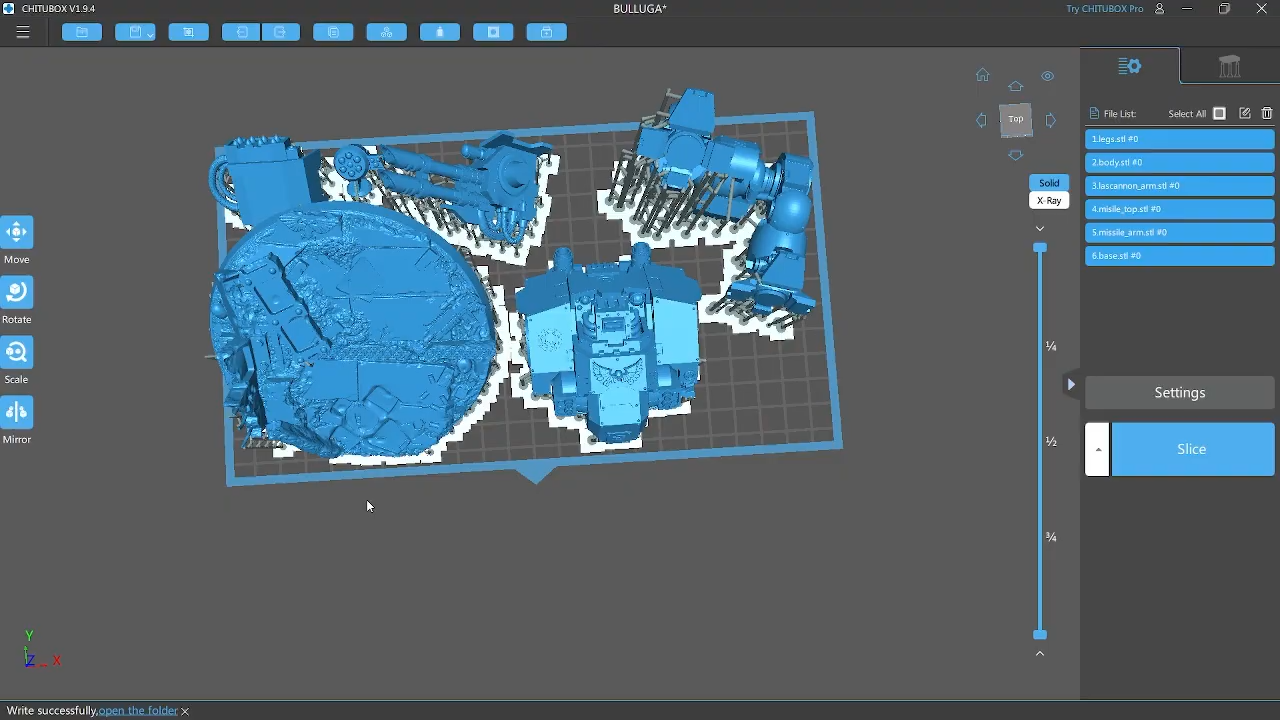 CHITUBOX V1.9.4
BULLUGA*
Try CHITUBOX Pro
File List:
Select All
1.legs.stl #0
2.body.stl #0
3.lascannon_arm.stl #0
4.misile_top.stl #0
5.missile_arm.stl #0
6.base.stl #0
Top
Solid
X-Ray
¼
½
¾
Move
Rotate
Scale
Mirror
Settings
Slice
Y
Z X
Write successfully,open the folder